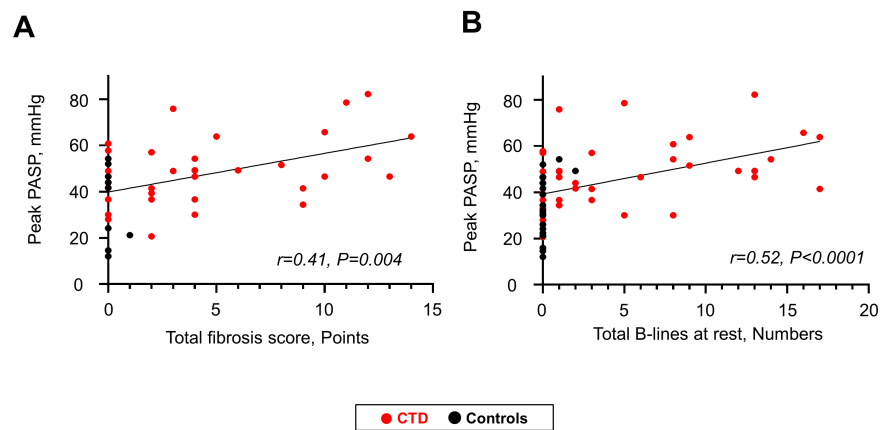 A
B
Peak PASP, mmHg
80
60
40
20
0
0
5
10
15
r=0.41, P=0.004
Total fibrosis score, Points
Peak PASP, mmHg
80
60
40
20
0
0
5
10
15
20
r=0.52, P<0.0001
Total B-lines at rest, Numbers
CTD Controls